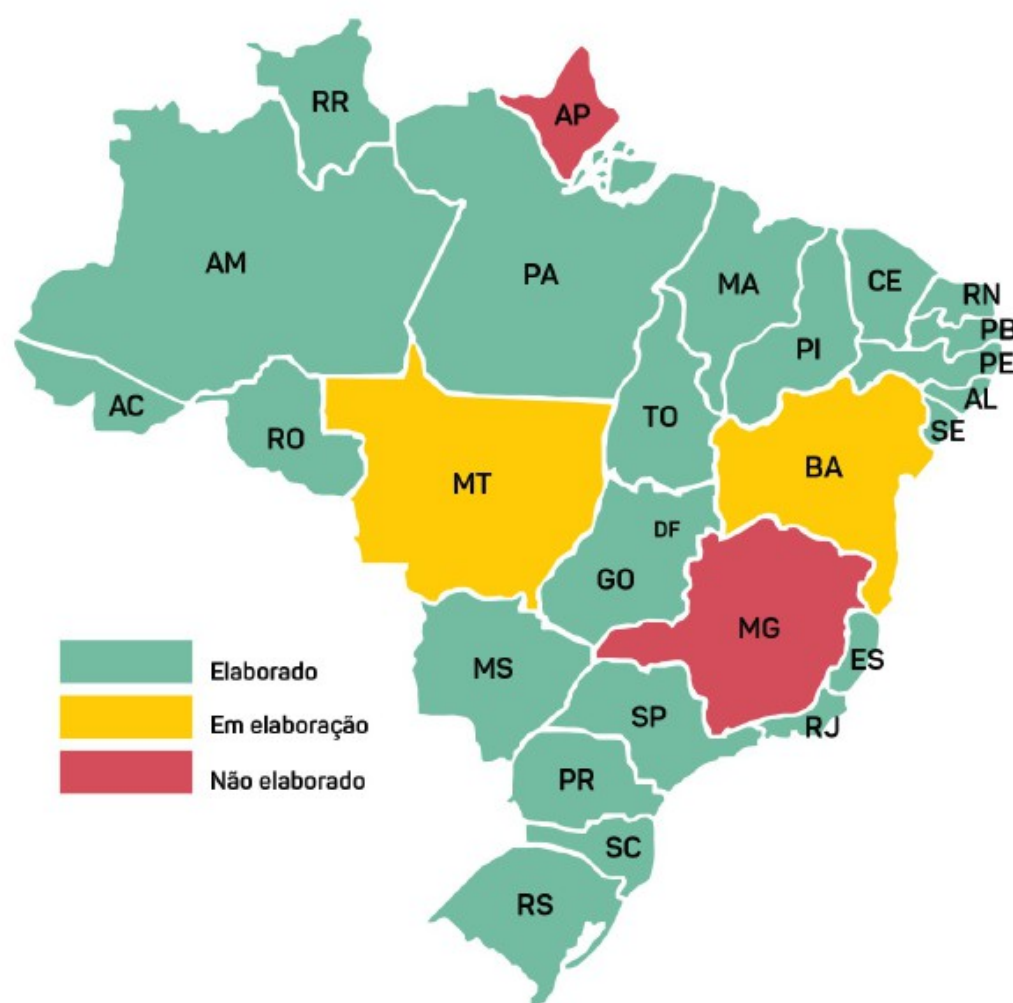 RR
AP
AM
PA
MA
CE
RN
PI
PB
PE
AC
TO
AL
RO
SE
MT
BA
DF
GO
MG
MS
ES
SP
RJ
PR
SC
RS
Elaborado
Em elaboração
Não elaborado